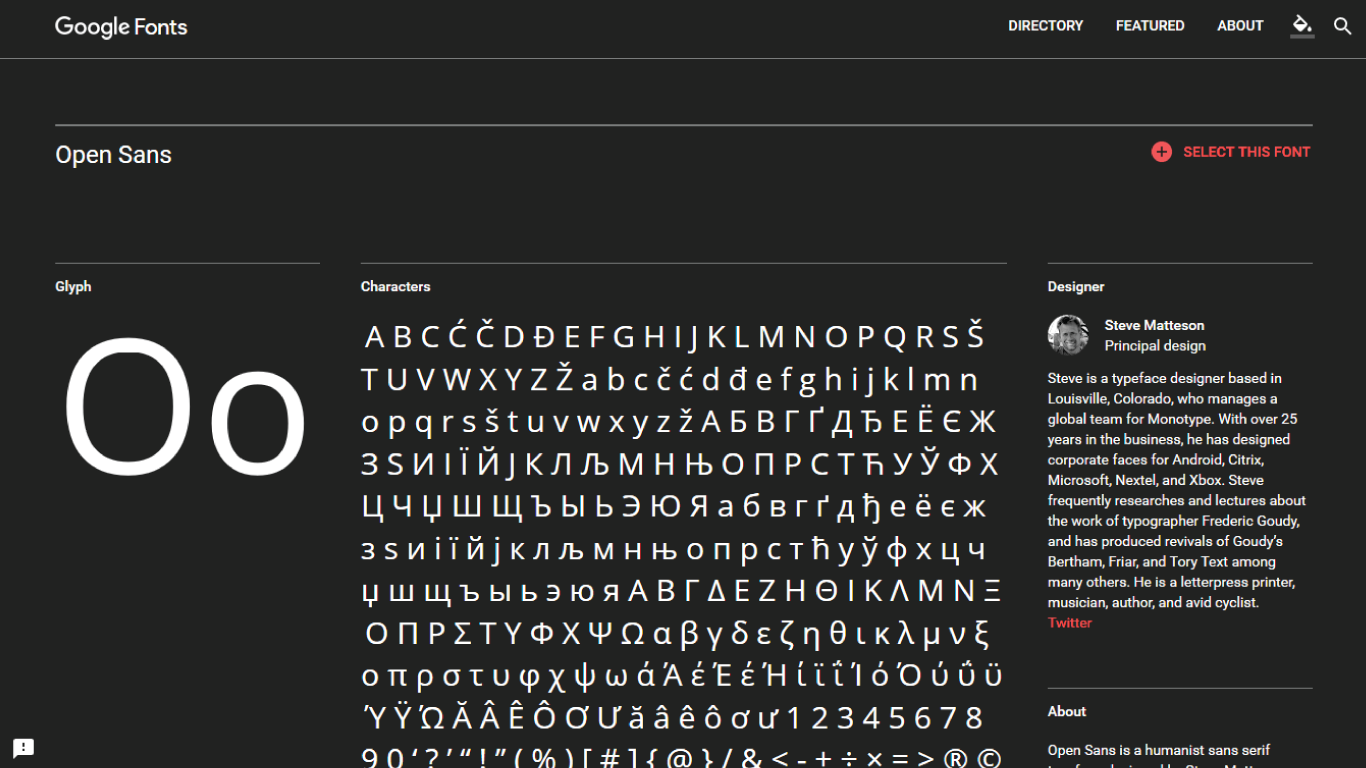 Google Fonts
DIRECTORY FEATURED ABOUT
Open Sans
SELECT THIS FONT
Glyph
Oo
Characters
A B C Ć Č D Đ E F G H I J K L M N O P Q R S Š
T U V W X Y Z Ž a b c č ć d đ e f g h i j k l m n
o p q r s š t u v w x y z ž А Б В Г Ґ Д Ђ Е Ё Є Ж
З Ѕ И І Ї Й Ј К Л Љ М Н Њ О П Р С Т Ћ У Ў Ф Х
Ц Ч Џ Ш Щ Ъ Ы Ь Э Ю Я а б в г ґ д ђ е ё є ж
з ѕ и і ї й ј к л љ м н њ о п р с т ћ у ў ф х ц ч
џ ш щ ъ ы ь э ю я Α Β Γ Δ Ε Ζ Η Θ Ι Κ Λ Μ Ν Ξ
Ο Π Ρ Σ Τ Υ Φ Χ Ψ Ω α β γ δ ε ζ η θ ι κ λ μ ν ξ
ο π ρ σ τ υ φ χ ψ ω ά Ά έ Έ έ Ή ί ϊ ΐ Ί ό Ό ύ ΰ ϋ
Ύ Ϋ Ώ Ă Â Ê Ô Ơ Ư ă â ê ô ơ ư 1 2 3 4 5 6 7 8
9 0 ‘ ? ’ “ ! ” ( % ) [ # ] { @ } / & < - + ÷ × = > ® ©
Designer
Steve Matteson
Principal design
Steve is a typeface designer based in
Louisville, Colorado, who manages a
global team for Monotype. With over 25
years in the business, he has designed
corporate faces for Android, Citrix,
Microsoft, Nextel, and Xbox. Steve
frequently researches and lectures about
the work of typographer Frederic Goudy,
and has produced revivals of Goudy’s
Bertham, Friar, and Tory Text among
many others. He is a letterpress printer,
musician, author, and avid cyclist.
Twitter
About
Open Sans is a humanist sans serif